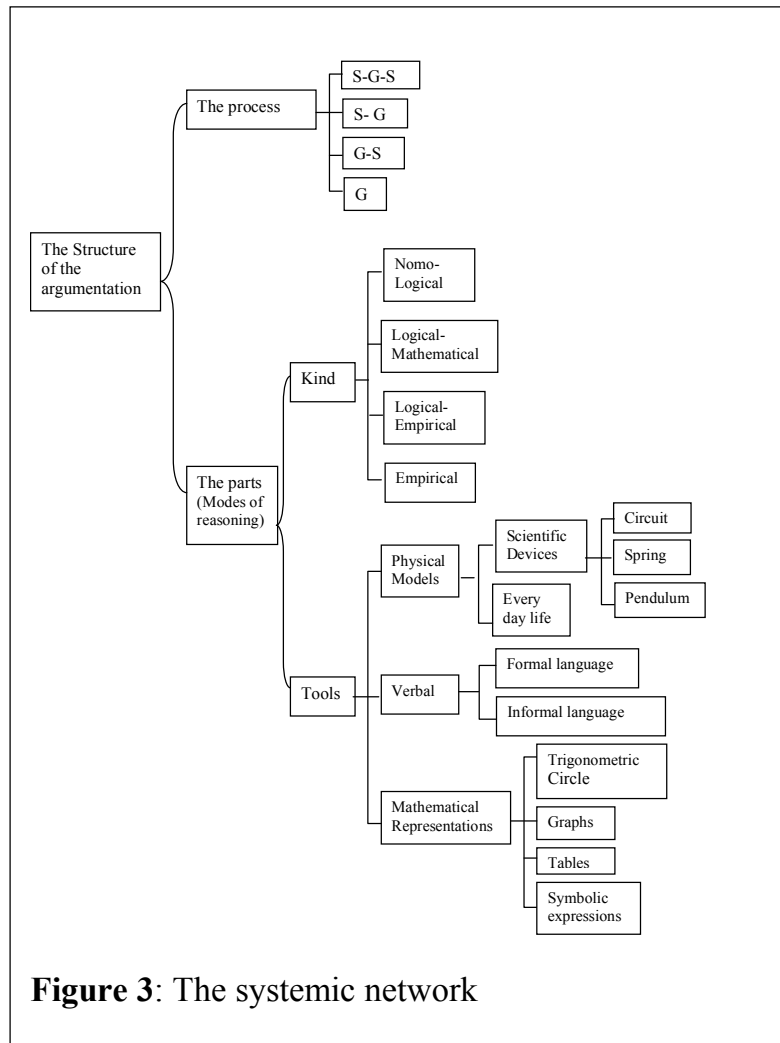 S-G-S
The process
S- G
G-S
G
The Structure
of the
argumentation
Nomo-
Logical
Logical-
Mathematical
Kind
Logical-
Empirical
Empirical
The parts
(Modes of
reasoning)
Physical
Models
Scientific
Devices
Circuit
Spring
Pendulum
Every
day life
Tools
Verbal
Formal language
Informal language
Mathematical
Representations
Trigonometric
Circle
Graphs
Tables
Symbolic
expressions
Figure 3: The systemic network